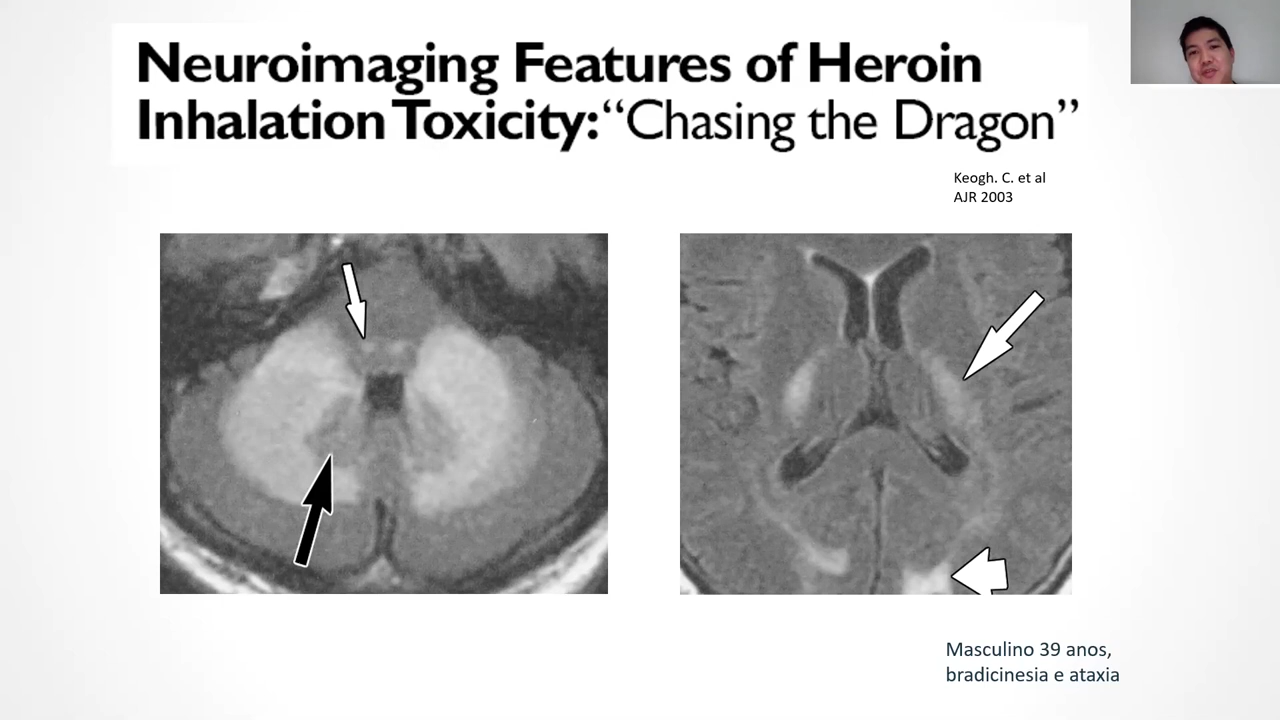 Neuroimaging Features of Heroin
Inhalation Toxicity: “Chasing the Dragon”
Keogh. C. et al
AJR 2003
Masculino 39 anos,
bradicinesia e ataxia